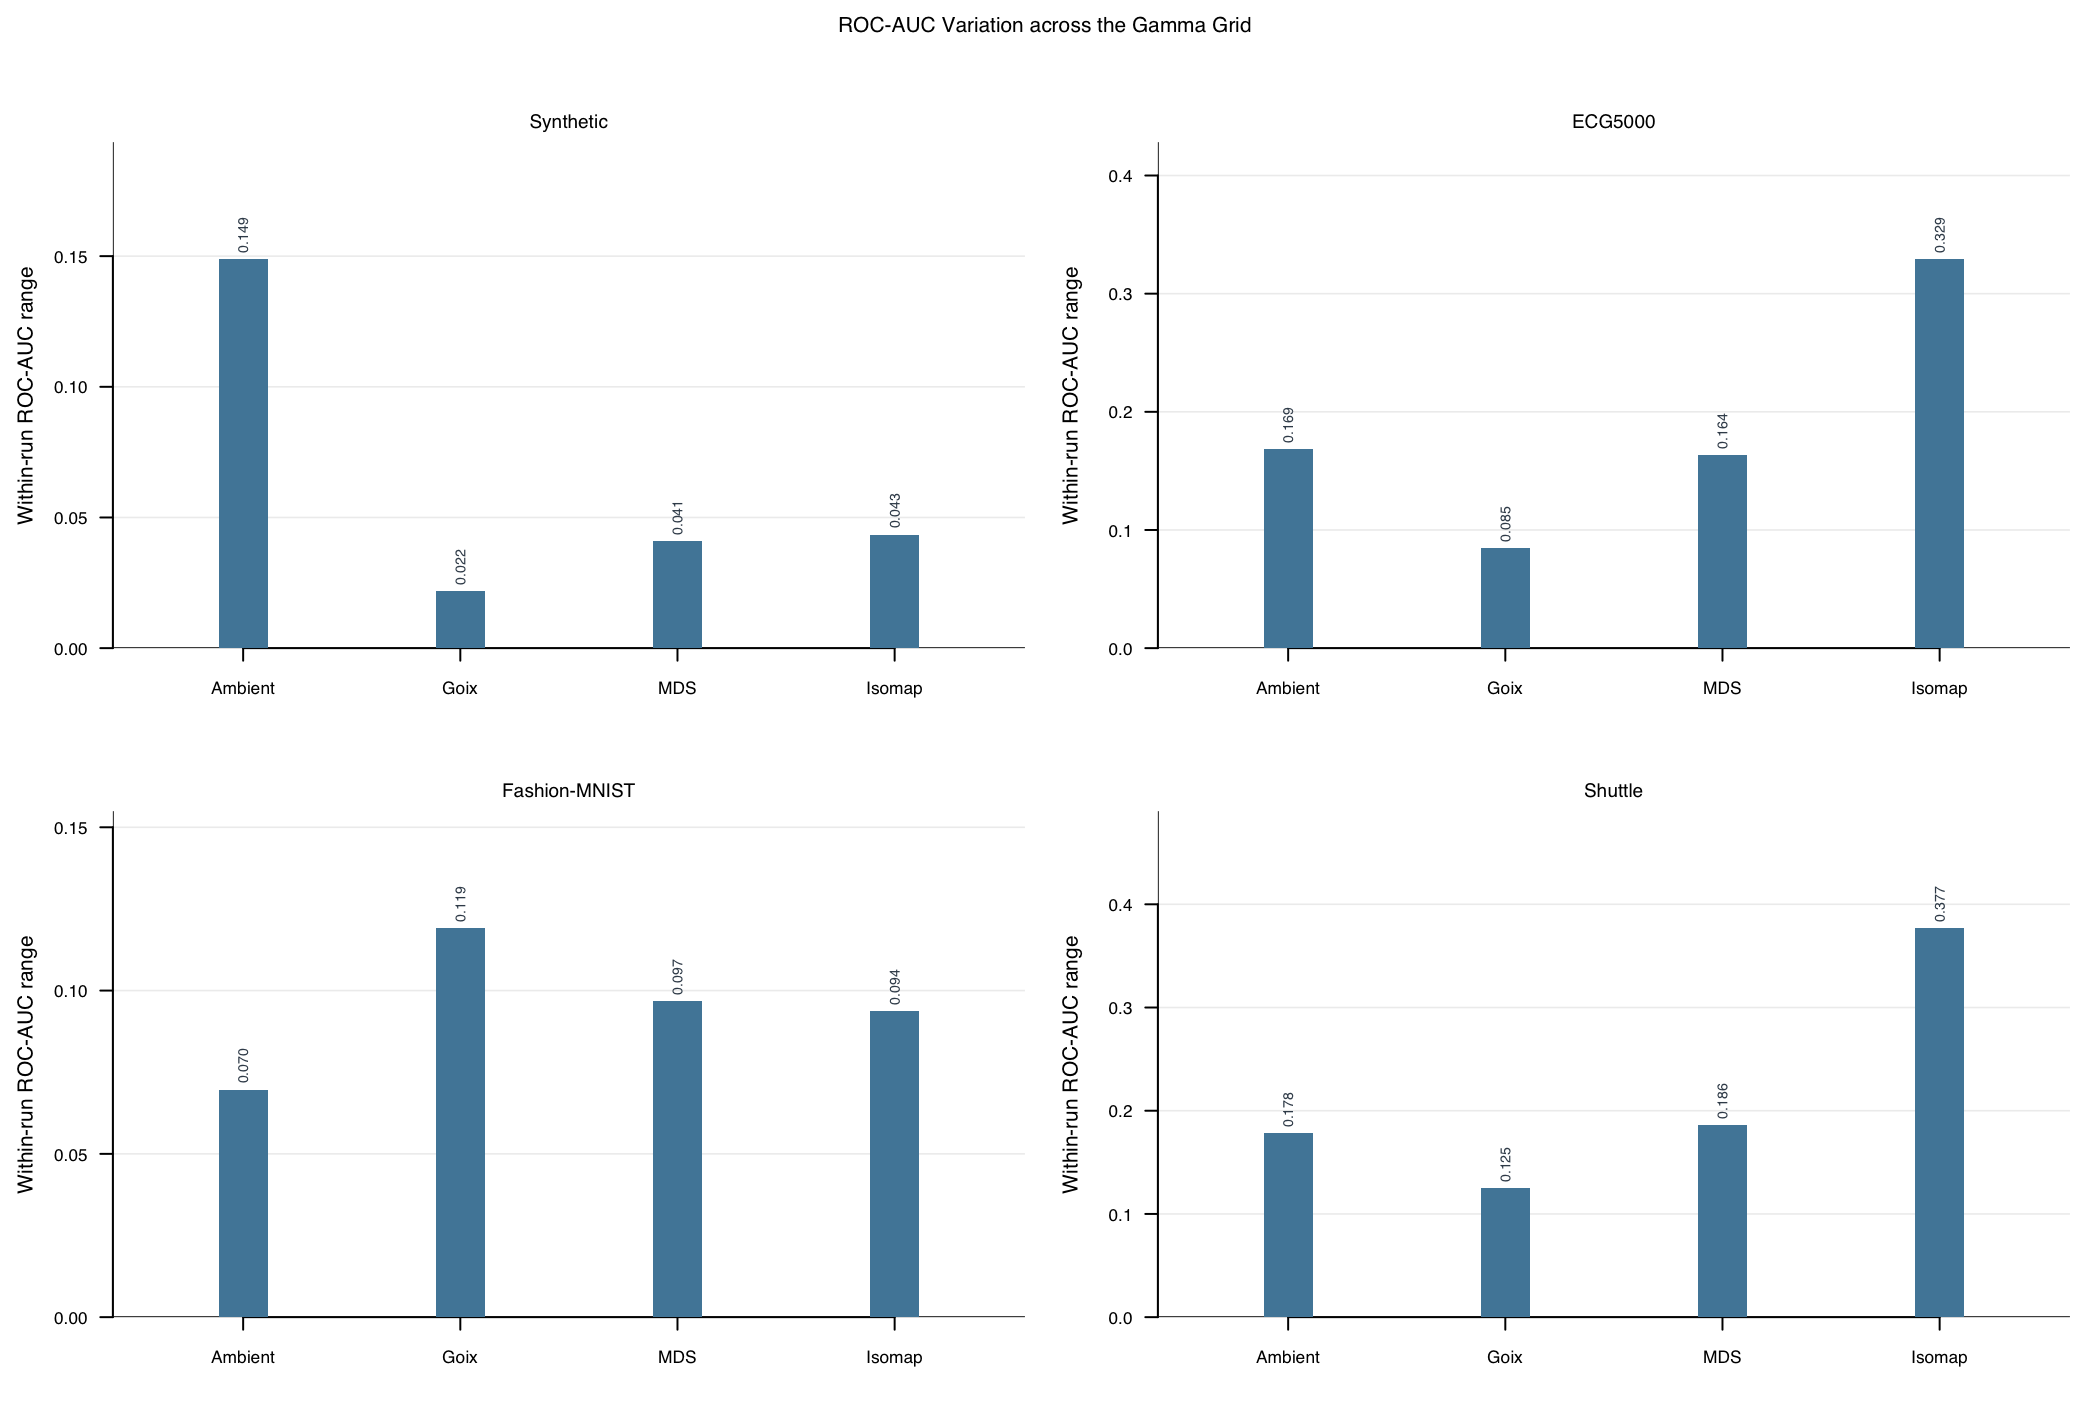 ROC-AUC Variation across the Gamma Grid
Synthetic
Within-run ROC-AUC range
0.15
0.10
0.05
0.00
0.149
0.022
0.041
0.043
Ambient Goix MDS Isomap
ECG5000
Within-run ROC-AUC range
0.4
0.3
0.2
0.1
0.0
0.169
0.085
0.164
0.329
Ambient Goix MDS Isomap
Fashion-MNIST
Within-run ROC-AUC range
0.15
0.10
0.05
0.00
0.070
0.119
0.097
0.094
Ambient Goix MDS Isomap
Shuttle
Within-run ROC-AUC range
0.4
0.3
0.2
0.1
0.0
0.178
0.125
0.186
0.377
Ambient Goix MDS Isomap